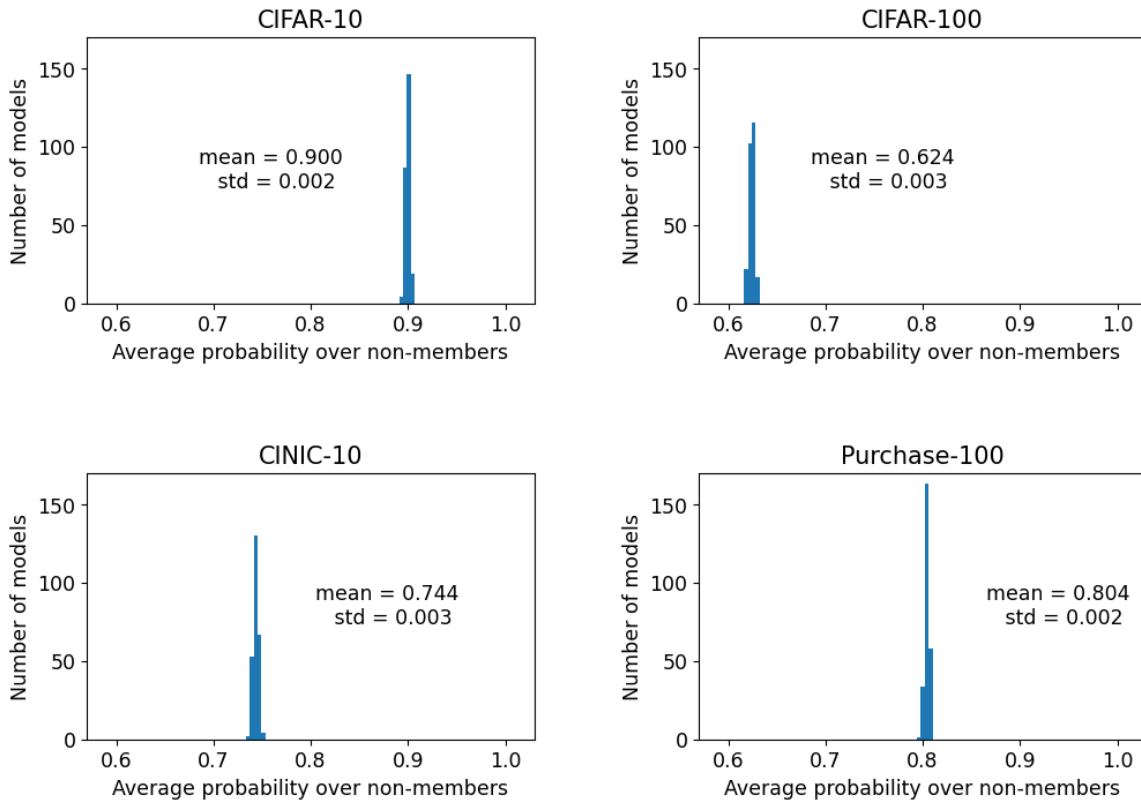 CIFAR-10
Number of models
150
100
50
0
mean = 0.900
std = 0.002
0.6 0.7 0.8 0.9 1.0
Average probability over non-members
CIFAR-100
Number of models
150
100
50
0
mean = 0.624
std = 0.003
0.6 0.7 0.8 0.9 1.0
Average probability over non-members
CINIC-10
Number of models
150
100
50
0
mean = 0.744
std = 0.003
0.6 0.7 0.8 0.9 1.0
Average probability over non-members
Purchase-100
Number of models
150
100
50
0
mean = 0.804
std = 0.002
0.6 0.7 0.8 0.9 1.0
Average probability over non-members